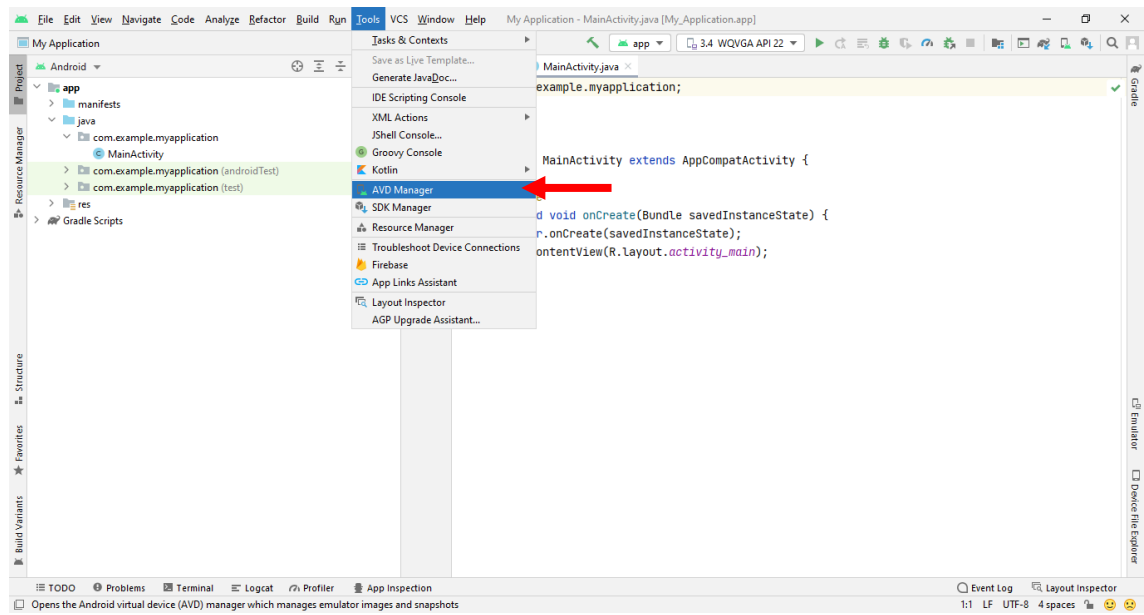 File Edit View Navigate Code Analyze Refactor Build Run Tools VCS Window Help My Application - MainActivity.java [My_Application.app]
My Application
app 3.4 WQVGA API 22
Android
MainActivity.java
Project
Resource Manager
Structure
Favorites
Build Variants
app
manifests
java
com.example.myapplication
MainActivity
com.example.myapplication (androidTest)
com.example.myapplication (test)
res
Gradle Scripts
Tasks & Contexts
Save as Live Template...
Generate JavaDoc...
IDE Scripting Console
XML Actions
JShell Console...
Groovy Console
Kotlin
AVD Manager
SDK Manager
Resource Manager
Troubleshoot Device Connections
Firebase
App Links Assistant
Layout Inspector
AGP Upgrade Assistant...
example.myapplication;
MainActivity extends AppCompatActivity {
d void onCreate(Bundle savedInstanceState) {
r.onCreate(savedInstanceState);
ontentView(R.layout.activity_main);
Gradle
Emulator
Device File Explorer
TODO Problems Terminal Logcat Profiler App Inspection Event Log Layout Inspector
Opens the Android virtual device (AVD) manager which manages emulator images and snapshots 1:1 LF UTF-8 4 spaces